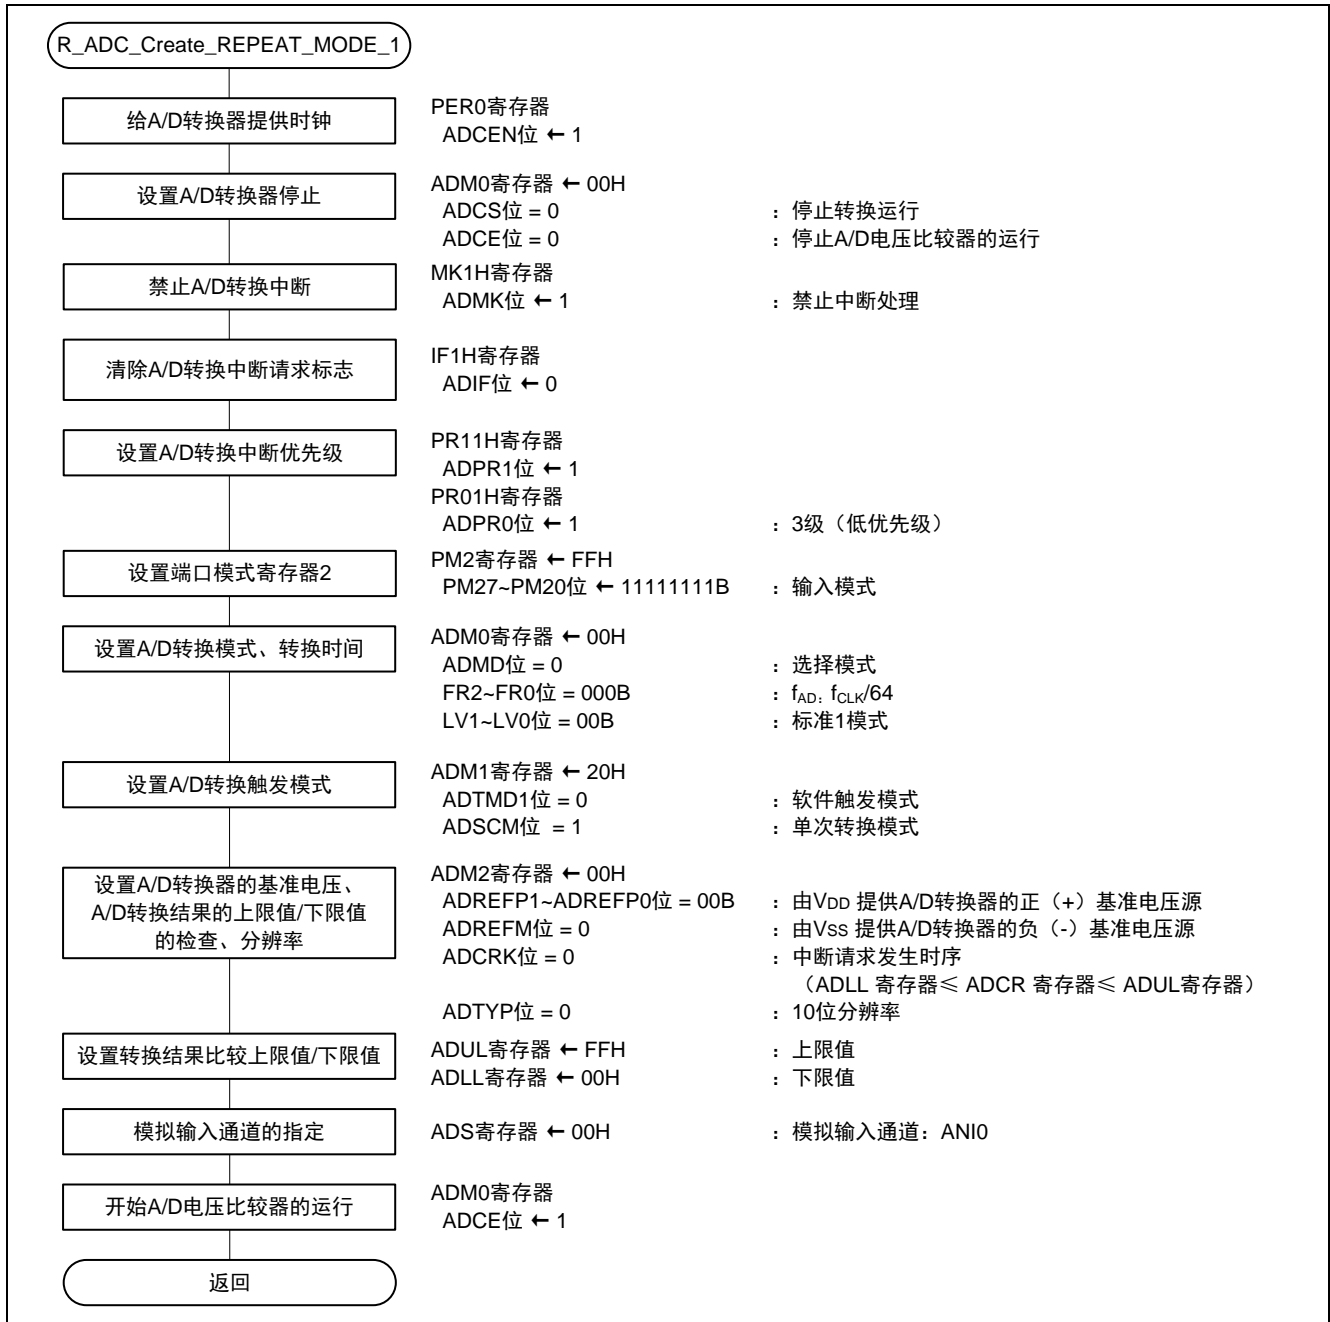 R_ADC_Create_REPEAT_MODE_1
给A/D转换器提供时钟
PER0寄存器
ADCEN位 ← 1
设置A/D转换器停止
ADM0寄存器 ← 00H
ADCS位 = 0 ：停止转换运行
ADCE位 = 0 ：停止A/D电压比较器的运行
禁止A/D转换中断
MK1H寄存器
ADMK位 ← 1 ：禁止中断处理
清除A/D转换中断请求标志
IF1H寄存器
ADIF位 ← 0
设置A/D转换中断优先级
PR11H寄存器
ADPR1位 ← 1
PR01H寄存器
ADPR0位 ← 1 ：3级（低优先级）
设置端口模式寄存器2
PM2寄存器 ← FFH
PM27~PM20位 ← 11111111B ：输入模式
设置A/D转换模式、转换时间
ADM0寄存器 ← 00H
ADMD位 = 0 ：选择模式
FR2~FR0位 = 000B ：fAD：fCLK/64
LV1~LV0位 = 00B ：标准1模式
设置A/D转换触发模式
ADM1寄存器 ← 20H
ADTMD1位 = 0 ：软件触发模式
ADSCM位 = 1 ：单次转换模式
设置A/D转换器的基准电压、
A/D转换结果的上限值/下限值
的检查、分辨率
ADM2寄存器 ← 00H
ADREFP1~ADREFP0位 = 00B ：由VDD 提供A/D转换器的正（+）基准电压源
ADREFM位 = 0 ：由VSS 提供A/D转换器的负（-）基准电压源
ADCRK位 = 0 ：中断请求发生时序
（ADLL 寄存器≤ ADCR 寄存器≤ ADUL寄存器）
ADTYP位 = 0 ：10位分辨率
设置转换结果比较上限值/下限值
ADUL寄存器 ← FFH ：上限值
ADLL寄存器 ← 00H ：下限值
模拟输入通道的指定
ADS寄存器 ← 00H ：模拟输入通道：ANI0
开始A/D电压比较器的运行
ADM0寄存器
ADCE位 ← 1
返回